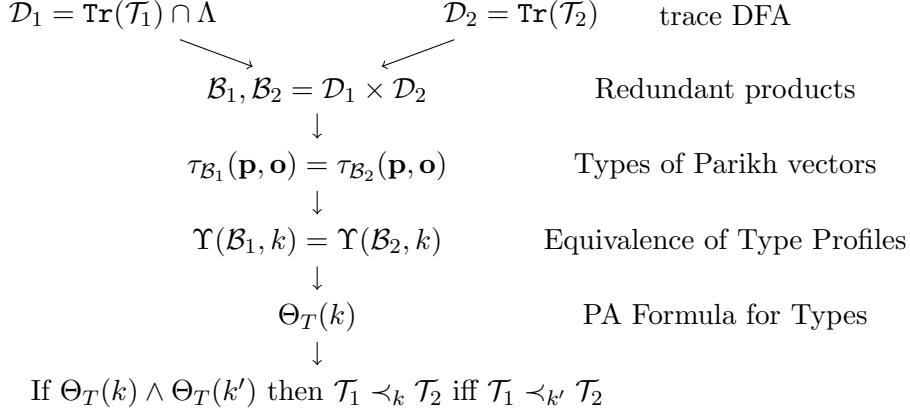 𝒟₁ = Tr(𝒯₁) ∩ Λ 𝒟₂ = Tr(𝒯₂) trace DFA
ℬ₁, ℬ₂ = 𝒟₁ × 𝒟₂ Redundant products
τ_ℬ₁(𝐩, 𝐨) = τ_ℬ₂(𝐩, 𝐨) Types of Parikh vectors
Υ(ℬ₁, k) = Υ(ℬ₂, k) Equivalence of Type Profiles
Θ_T(k) PA Formula for Types
If Θ_T(k) ∧ Θ_T(k′) then 𝒯₁ ≺_k 𝒯₂ iff 𝒯₁ ≺_k′ 𝒯₂